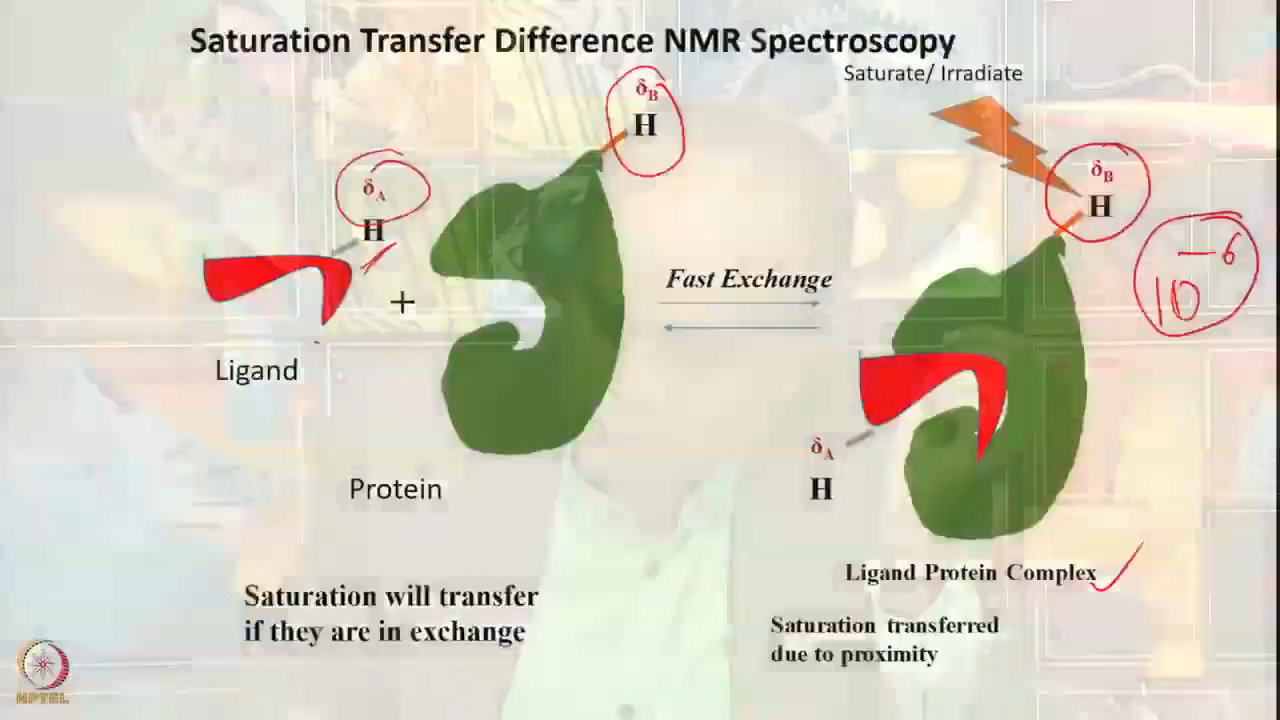 Saturation Transfer Difference NMR Spectroscopy
Saturate/ Irradiate
δB
H
δA
H
δB
H
10⁻⁶
Fast Exchange
+
Ligand
δA
H
Protein
Ligand Protein Complex
Saturation will transfer
if they are in exchange
Saturation transferred
due to proximity
NPTEL